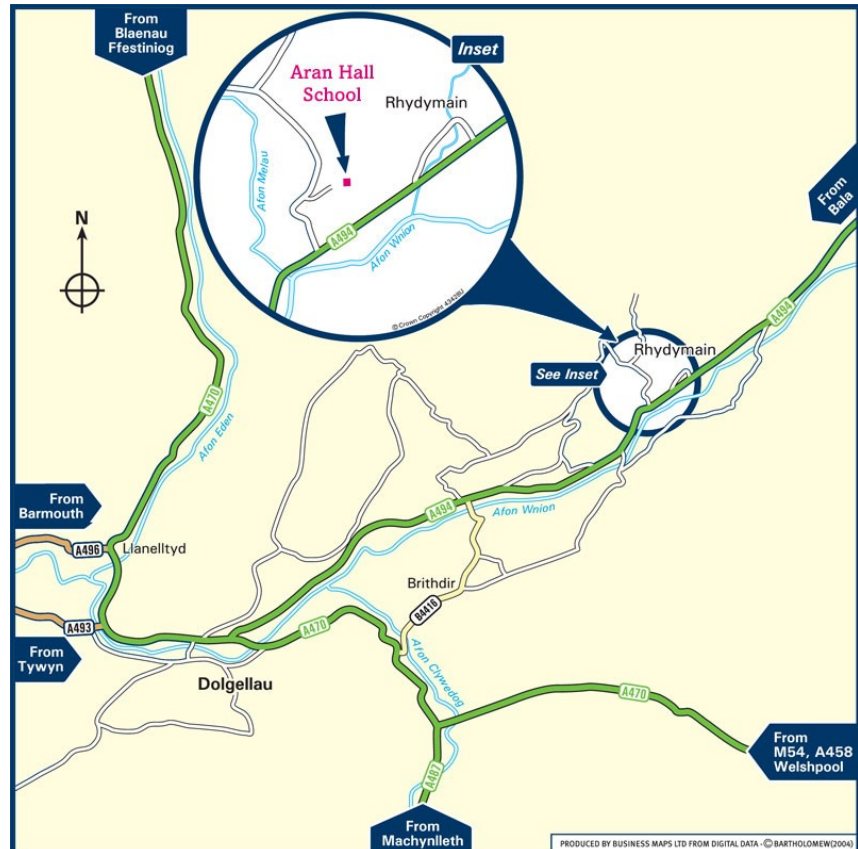 From
Blaenau
Ffestiniog
Inset
Aran Hall
School
Rhydymain
Afon Melau
A494
Afon Wnion
© Crown Copyright 43428U
From
Bala
N
A470
Afon Eden
A494
Rhydymain
See Inset
From
Barmouth
A496
Llanelltyd
A494
Afon Wnion
Brithdir
B4416
A493
A470
Afon Clywedog
From
Tywyn
Dolgellau
A470
A487
From
M54, A458
Welshpool
From
Machynlleth
PRODUCED BY BUSINESS MAPS LTD FROM DIGITAL DATA - © BARTHOLOMEW(2004)